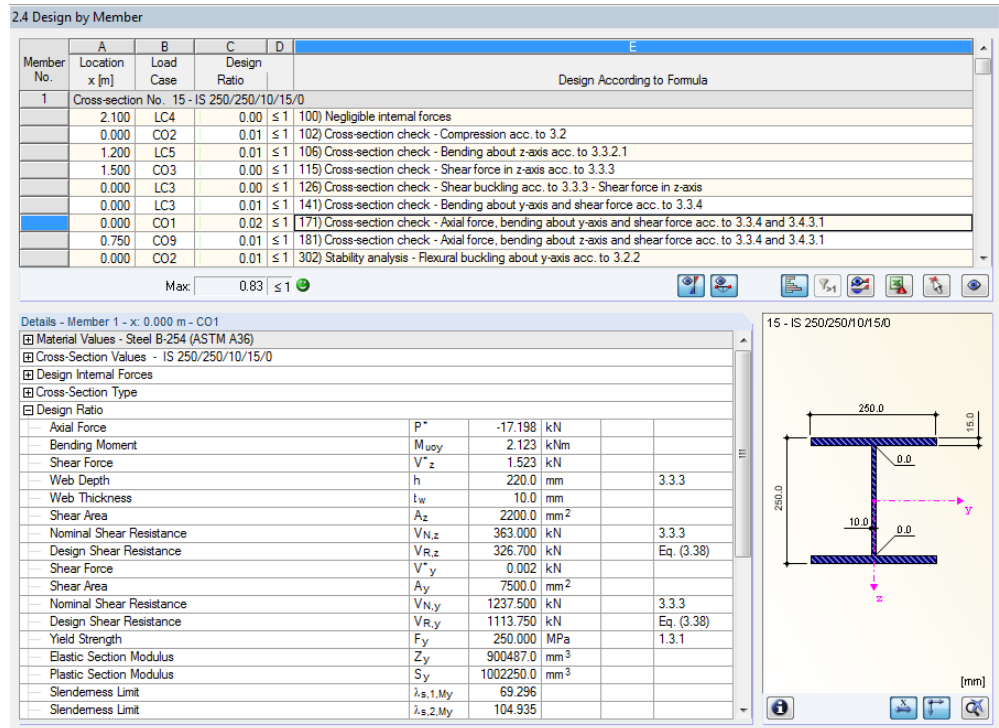 2.4 Design by Member
A B C D E
Member Location Load Design
No. x [m] Case Ratio Design According to Formula
1 Cross-section No. 15 - IS 250/250/10/15/0
2.100 LC4 0.00 ≤ 1 100) Negligible internal forces
0.000 CO2 0.01 ≤ 1 102) Cross-section check - Compression acc. to 3.2
1.200 LC5 0.01 ≤ 1 106) Cross-section check - Bending about z-axis acc. to 3.3.2.1
1.500 CO3 0.00 ≤ 1 115) Cross-section check - Shear force in z-axis acc. to 3.3.3
0.000 LC3 0.00 ≤ 1 126) Cross-section check - Shear buckling acc. to 3.3.3 - Shear force in z-axis
0.000 LC3 0.01 ≤ 1 141) Cross-section check - Bending about y-axis and shear force acc. to 3.3.4
0.000 CO1 0.02 ≤ 1 171) Cross-section check - Axial force, bending about y-axis and shear force acc. to 3.3.4 and 3.4.3.1
0.750 CO9 0.01 ≤ 1 181) Cross-section check - Axial force, bending about z-axis and shear force acc. to 3.3.4 and 3.4.3.1
0.000 CO2 0.01 ≤ 1 302) Stability analysis - Flexural buckling about y-axis acc. to 3.2.2
Max: 0.83 ≤ 1
Details - Member 1 - x: 0.000 m - CO1
Material Values - Steel B-254 (ASTM A36)
Cross-Section Values - IS 250/250/10/15/0
Design Internal Forces
Cross-Section Type
Design Ratio
Axial Force P* -17.198 kN
Bending Moment Muoy 2.123 kNm
Shear Force V*z 1.523 kN
Web Depth h 220.0 mm 3.3.3
Web Thickness tw 10.0 mm
Shear Area Az 2200.0 mm2
Nominal Shear Resistance VN,z 363.000 kN 3.3.3
Design Shear Resistance VR,z 326.700 kN Eq. (3.38)
Shear Force V*y 0.002 kN
Shear Area Ay 7500.0 mm2
Nominal Shear Resistance VN,y 1237.500 kN 3.3.3
Design Shear Resistance VR,y 1113.750 kN Eq. (3.38)
Yield Strength Fy 250.000 MPa 1.3.1
Elastic Section Modulus Zy 900487.0 mm3
Plastic Section Modulus Sy 1002250.0 mm3
Slenderness Limit λs,1,My 69.296
Slenderness Limit λs,2,My 104.935
15 - IS 250/250/10/15/0
250.0
15.0
0.0
250.0
y
10.0
0.0
z
[mm]